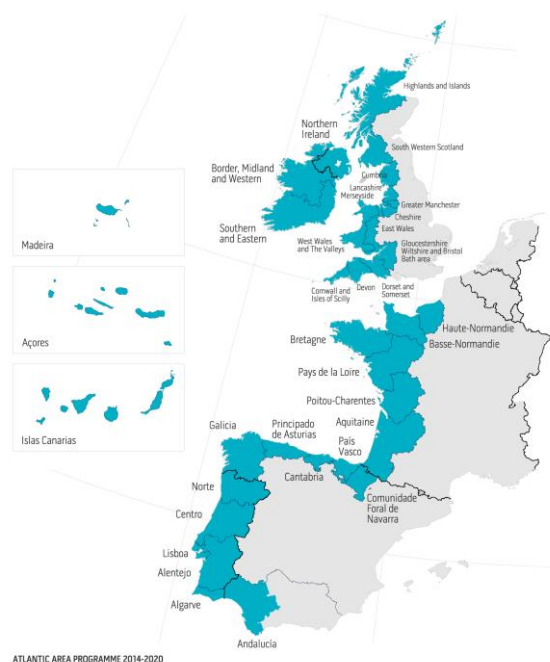 Highlands and Islands
Northern
Ireland
South Western Scotland
Border, Midland
and Western
Cumbria
Lancashire
Merseyside
Greater Manchester
Cheshire
East Wales
Southern
and Eastern
West Wales
and The Valleys
Gloucestershire
Wiltshire and Bristol
Bath area
Madeira
Cornwall and
Isles of Scilly
Devon
Dorset and
Somerset
Haute-Normandie
Bretagne
Basse-Normandie
Açores
Pays de la Loire
Poitou-Charentes
Galicia
Principado
de Asturias
Aquitaine
País
Vasco
Islas Canarias
Cantabria
Norte
Comunidade
Foral de
Navarra
Centro
Lisboa
Alentejo
Algarve
Andalucía
ATLANTIC AREA PROGRAMME 2014-2020